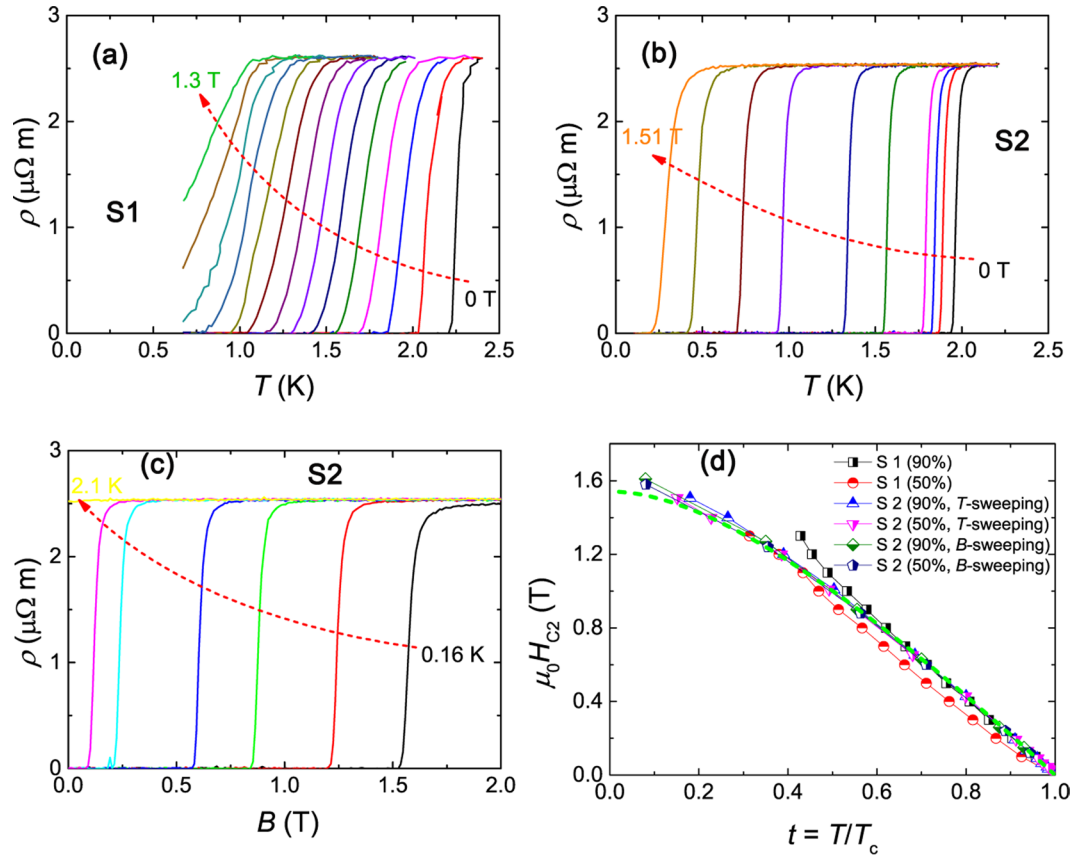 (a)
S1
1.3 T
0 T
ρ (μΩ m)
3
2
1
0
0.0 0.5 1.0 1.5 2.0 2.5
T (K)
(b)
S2
1.51 T
0 T
ρ (μΩ m)
3
2
1
0
0.0 0.5 1.0 1.5 2.0 2.5
T (K)
(c)
S2
2.1 K
0.16 K
ρ (μΩ m)
3
2
1
0
0.0 0.5 1.0 1.5 2.0
B (T)
(d)
S 1 (90%)
S 1 (50%)
S 2 (90%, T-sweeping)
S 2 (50%, T-sweeping)
S 2 (90%, B-sweeping)
S 2 (50%, B-sweeping)
μ₀H_C2 (T)
1.6
1.2
0.8
0.4
0.0
0.0 0.2 0.4 0.6 0.8 1.0
t = T/T_c